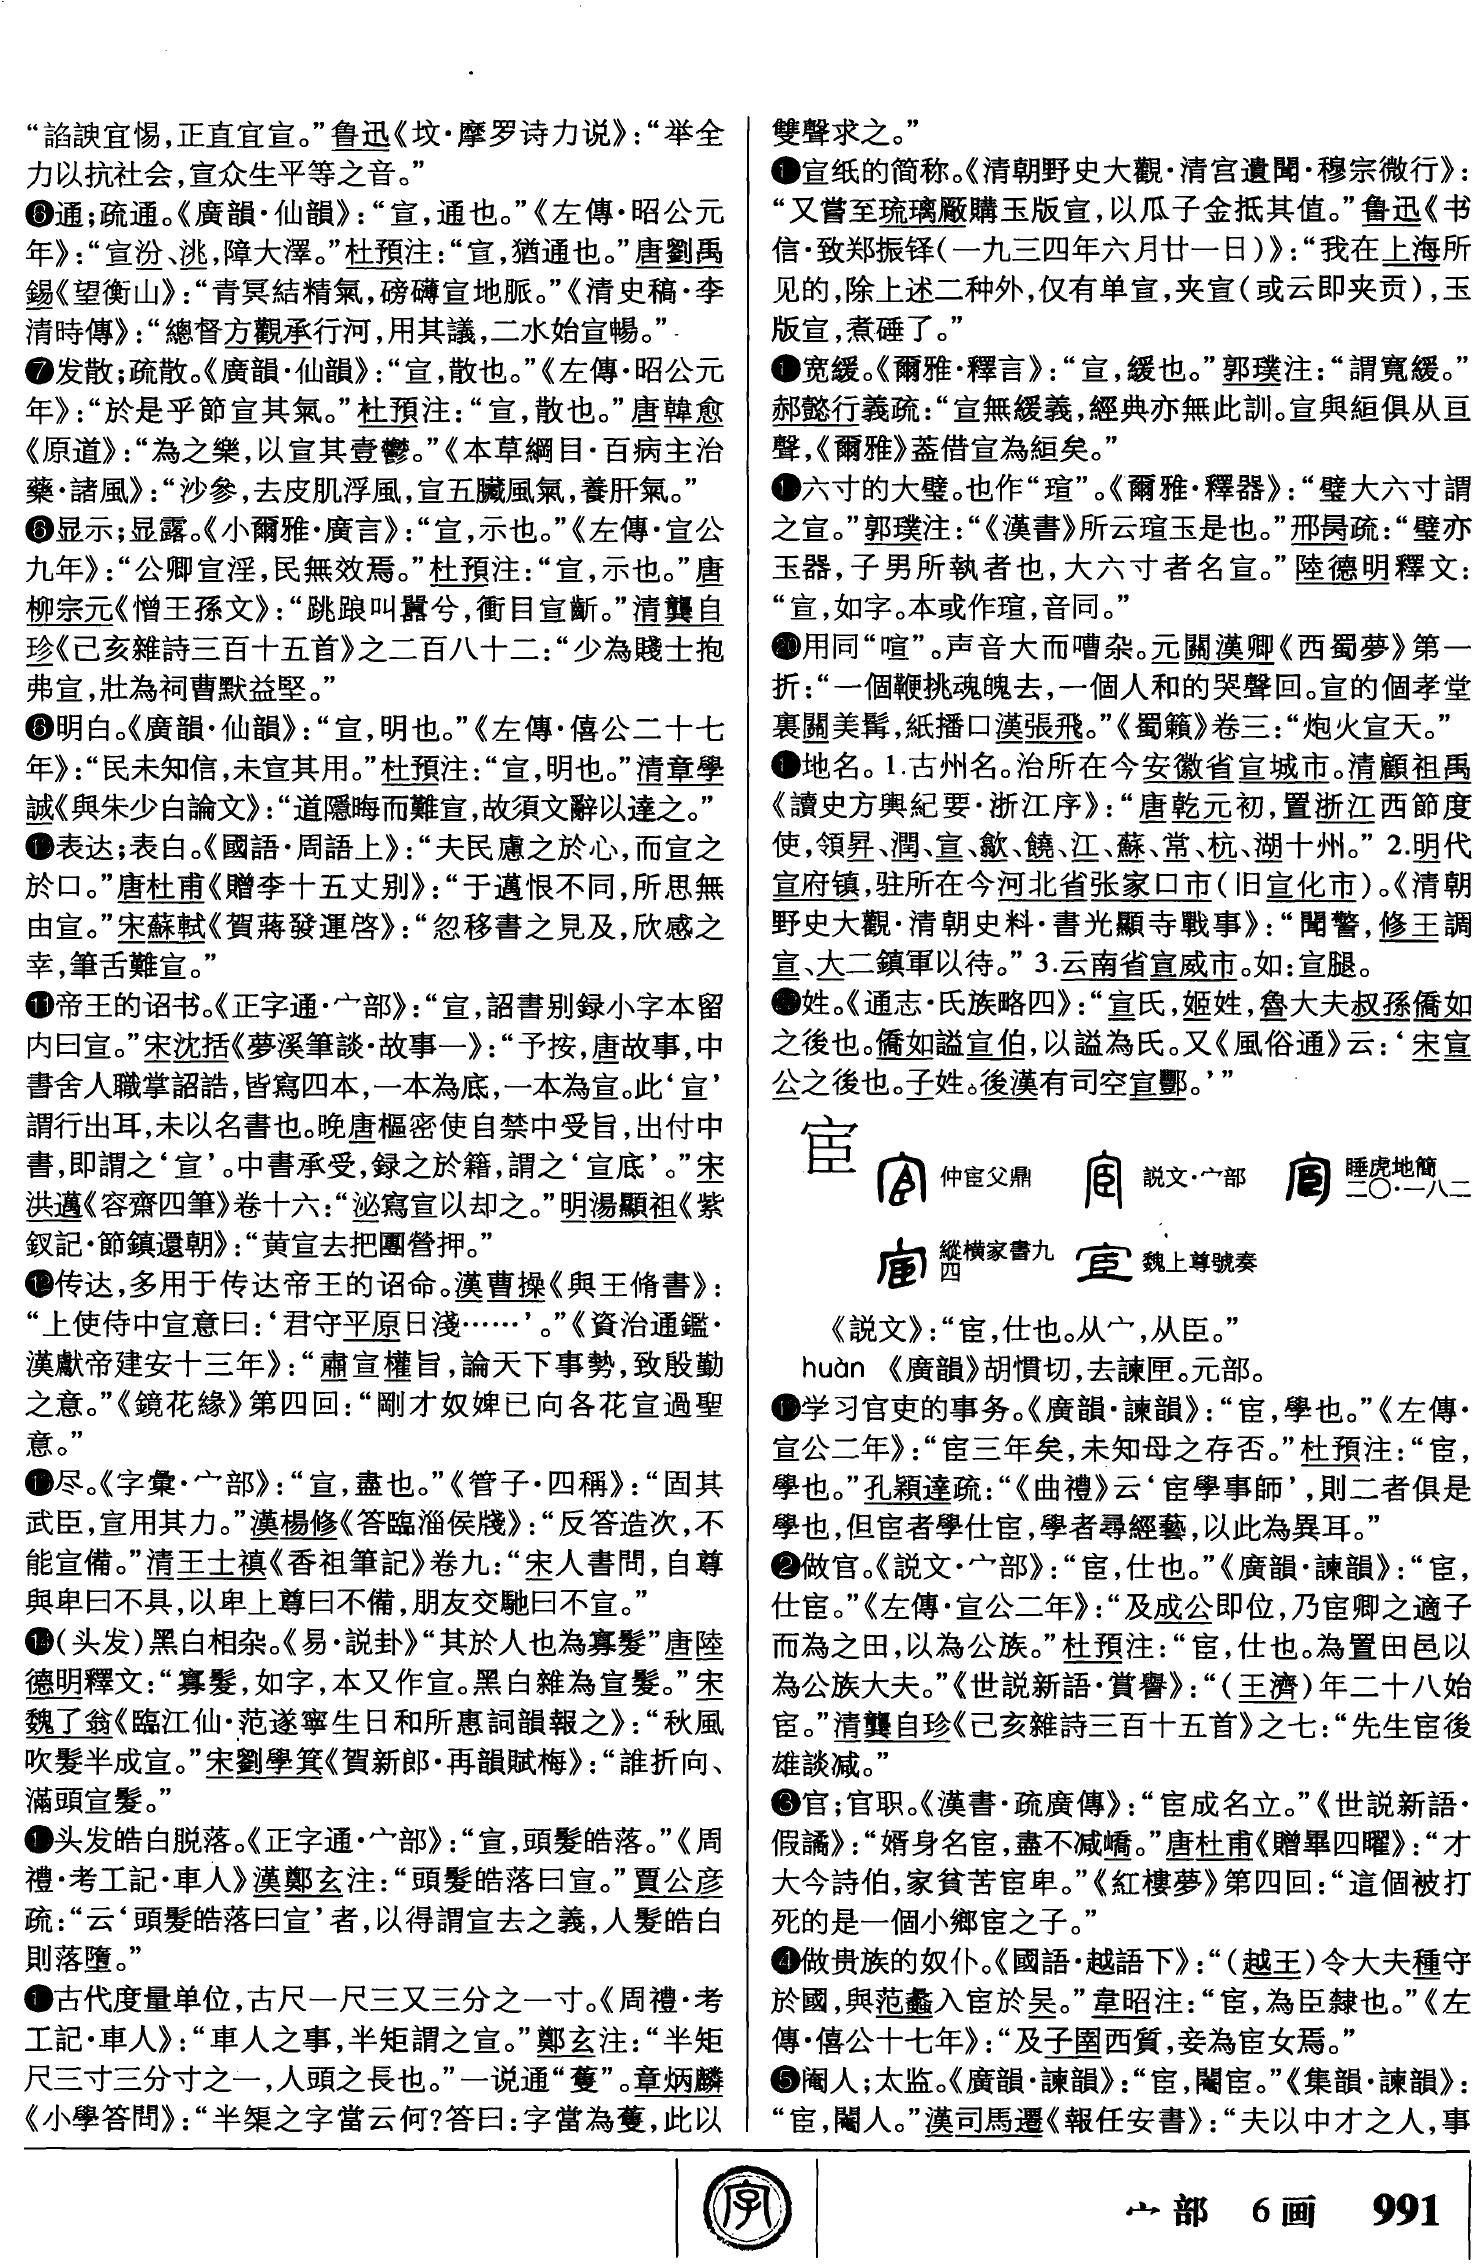 “諂諛宜惕，正直宜宣。”鲁迅《坟·摩罗诗力说》：“举全
力以抗社会，宣众生平等之音。”
❻通；疏通。《廣韻·仙韻》：“宣，通也。”《左傳·昭公元
年》：“宣汾、洮，障大澤。”杜預注：“宣，猶通也。”唐劉禹
錫《望衡山》：“青冥結精氣，磅礴宣地脈。”《清史稿·李
清時傳》：“總督方觀承行河，用其議，二水始宣暢。”
❼发散；疏散。《廣韻·仙韻》：“宣，散也。”《左傳·昭公元
年》：“於是乎節宣其氣。”杜預注：“宣，散也。”唐韓愈
《原道》：“為之樂，以宣其壹鬱。”《本草綱目·百病主治
藥·諸風》：“沙參，去皮肌浮風，宣五臟風氣，養肝氣。”
显示；显露。《小爾雅·廣言》：“宣，示也。”《左傳·宣公
九年》：“公卿宣淫，民無效焉。”杜預注：“宣，示也。”唐
柳宗元《憎王孫文》：“跳踉叫囂兮，衝目宣齗。”清龔自
珍《己亥雜詩三百十五首》之二百八十二：“少為賤士抱
弗宣，壯為祠曹默益堅。”
明白。《廣韻·仙韻》：“宣，明也。”《左傳·僖公二十七
年》：“民未知信，未宣其用。”杜預注：“宣，明也。”清章學
誠《與朱少白論文》：“道隱晦而難宣，故須文辭以達之。”
表达；表白。《國語·周語上》：“夫民慮之於心，而宣之
於口。”唐杜甫《贈李十五丈別》：“于邁恨不同，所思無
由宣。”宋蘇軾《賀蔣發運啓》：“忽移書之見及，欣感之
幸，筆舌難宣。”
⓫帝王的诏书。《正字通·宀部》：“宣，詔書别録小字本留
内曰宣。”宋沈括《夢溪筆談·故事一》：“予按，唐故事，中
書舍人職掌詔誥，皆寫四本，一本為底，一本為宣。此‘宣’
謂行出耳，未以名書也。晚唐樞密使自禁中受旨，出付中
書，即謂之‘宣’。中書承受，録之於籍，謂之‘宣底’。”宋
洪邁《容齋四筆》卷十六：“泌寫宣以却之。”明湯顯祖《紫
釵記·節鎮還朝》：“黄宣去把團營押。”
⓬传达，多用于传达帝王的诏命。漢曹操《與王脩書》：
“上使侍中宣意曰：‘君守平原日淺……’。”《資治通鑑·
漢獻帝建安十三年》：“肅宣權旨，論天下事勢，致殷勤
之意。”《鏡花緣》第四回：“剛才奴婢已向各花宣過聖
意。”
尽。《字彙·宀部》：“宣，盡也。”《管子·四稱》：“固其
武臣，宣用其力。”漢楊修《答臨淄侯牋》：“反答造次，不
能宣備。”清王士禛《香祖筆記》卷九：“宋人書問，自尊
與卑曰不具，以卑上尊曰不備，朋友交馳曰不宣。”
⓮（头发）黑白相杂。《易·説卦》“其於人也為寡髮”唐陸
德明釋文：“寡髮，如字，本又作宣。黑白雜為宣髮。”宋
魏了翁《臨江仙·范遂寧生日和所惠詞韻報之》：“秋風
吹髮半成宣。”宋劉學箕《賀新郎·再韻賦梅》：“誰折向、
滿頭宣髮。”
头发皓白脱落。《正字通·宀部》：“宣，頭髮皓落。”《周
禮·考工記·車人》漢鄭玄注：“頭髮皓落曰宣。”賈公彦
疏：“云‘頭髮皓落曰宣’者，以得謂宣去之義，人髮皓白
則落墮。”
古代度量单位，古尺一尺三又三分之一寸。《周禮·考
工記·車人》：“車人之事，半矩謂之宣。”鄭玄注：“半矩
尺三寸三分寸之一，人頭之長也。”一说通“蒦”。章炳麟
《小學答問》：“半榘之字當云何？答曰：字當為蒦，此以
雙聲求之。”
宣纸的简称。《清朝野史大觀·清宫遺聞·穆宗微行》：
“又嘗至琉璃廠購玉版宣，以瓜子金抵其值。”鲁迅《书
信·致郑振铎（一九三四年六月廿一日）》：“我在上海所
见的，除上述二种外，仅有单宣，夹宣（或云即夹贡），玉
版宣，煮硾了。”
宽缓。《爾雅·釋言》：“宣，緩也。”郭璞注：“謂寬緩。”
郝懿行義疏：“宣無緩義，經典亦無此訓。宣與絙俱从亘
聲，《爾雅》葢借宣為絙矣。”
六寸的大璧。也作“瑄”。《爾雅·釋器》：“璧大六寸謂
之宣。”郭璞注：“《漢書》所云瑄玉是也。”邢昺疏：“璧亦
玉器，子男所執者也，大六寸者名宣。”陸德明釋文：
“宣，如字。本或作瑄，音同。”
⓴用同“喧”。声音大而嘈杂。元關漢卿《西蜀夢》第一
折：“一個鞭挑魂魄去，一個人和的哭聲回。宣的個孝堂
裏關美髯，紙播口漢張飛。”《蜀籟》卷三：“炮火宣天。”
地名。1.古州名。治所在今安徽省宣城市。清顧祖禹
《讀史方輿紀要·浙江序》：“唐乾元初，置浙江西節度
使，領昇、潤、宣、歙、饒、江、蘇、常、杭、湖十州。” 2.明代
宣府镇，驻所在今河北省张家口市（旧宣化市）。《清朝
野史大觀·清朝史料·書光顯寺戰事》：“聞警，修王調
宣、大二鎮軍以待。” 3.云南省宣威市。如：宣腿。
姓。《通志·氏族略四》：“宣氏，姬姓，魯大夫叔孫僑如
之後也。僑如謚宣伯，以謚為氏。又《風俗通》云：‘宋宣
公之後也。子姓。後漢有司空宣酆。’”
宦 仲宦父鼎 説文·宀部 睡虎地簡二〇·一八二
縱横家書九四 魏上尊號奏
《説文》：“宦，仕也。从宀，从臣。”
huàn 《廣韻》胡慣切，去諫匣。元部。
学习官吏的事务。《廣韻·諫韻》：“宦，學也。”《左傳·
宣公二年》：“宦三年矣，未知母之存否。”杜預注：“宦，
學也。”孔穎達疏：“《曲禮》云‘宦學事師’，則二者俱是
學也，但宦者學仕宦，學者尋經藝，以此為異耳。”
❷做官。《説文·宀部》：“宦，仕也。”《廣韻·諫韻》：“宦，
仕宦。”《左傳·宣公二年》：“及成公即位，乃宦卿之適子
而為之田，以為公族。”杜預注：“宦，仕也。為置田邑以
為公族大夫。”《世説新語·賞譽》：“（王濟）年二十八始
宦。”清龔自珍《己亥雜詩三百十五首》之七：“先生宦後
雄談减。”
❸官；官职。《漢書·疏廣傳》：“宦成名立。”《世説新語·
假譎》：“婿身名宦，盡不减嶠。”唐杜甫《贈畢四曜》：“才
大今詩伯，家貧苦宦卑。”《紅樓夢》第四回：“這個被打
死的是一個小鄉宦之子。”
❹做贵族的奴仆。《國語·越語下》：“（越王）令大夫種守
於國，與范蠡入宦於吴。”韋昭注：“宦，為臣隸也。”《左
傳·僖公十七年》：“及子圉西質，妾為宦女焉。”
❺阉人；太监。《廣韻·諫韻》：“宦，閹宦。”《集韻·諫韻》：
“宦，閹人。”漢司馬遷《報任安書》：“夫以中才之人，事
字
宀部 6画 991